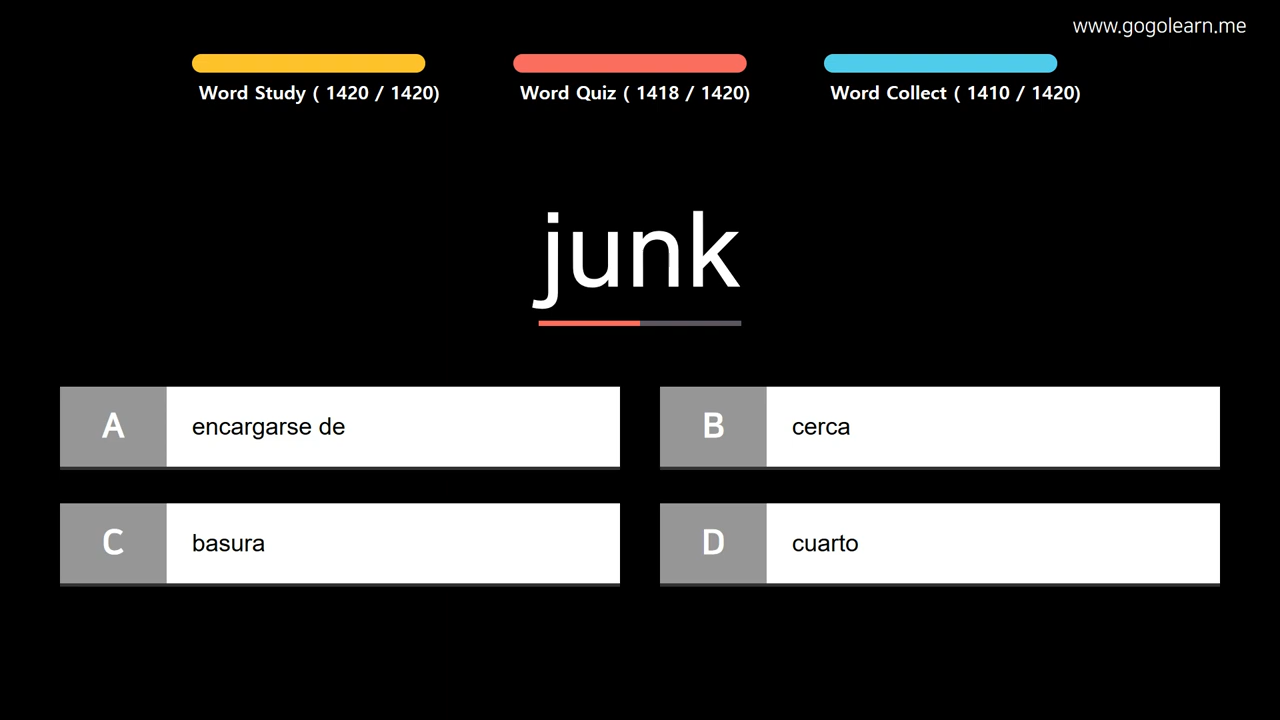 www.gogolearn.me
Word Study ( 1420 / 1420)
Word Quiz ( 1418 / 1420)
Word Collect ( 1410 / 1420)
junk
A
encargarse de
B
cerca
C
basura
D
cuarto